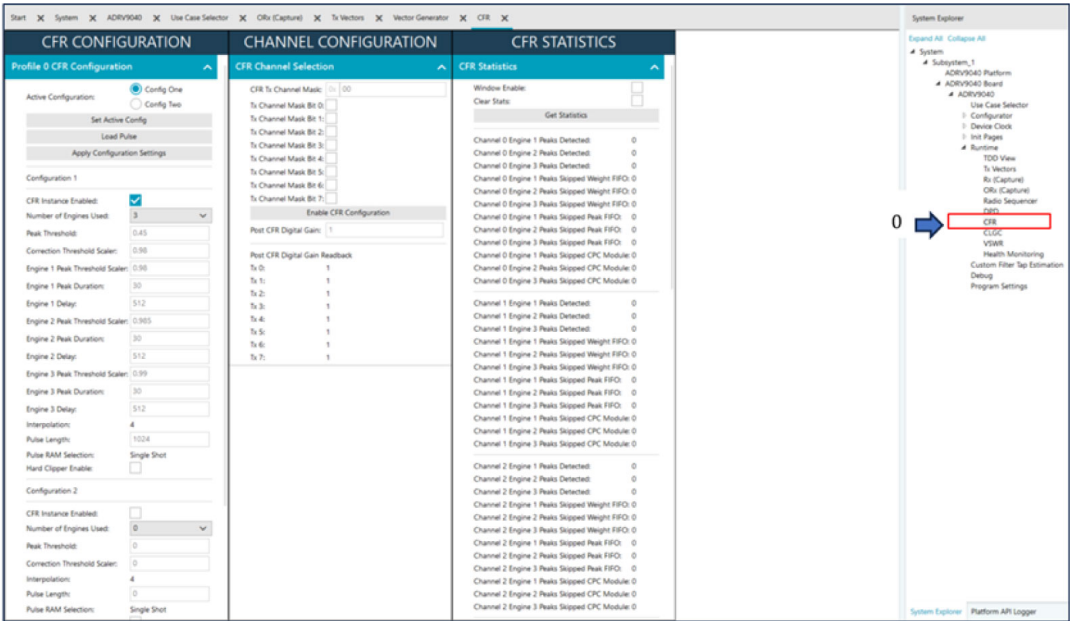 Start X System X ADRV9040 X Use Case Selector X ORx (Capture) X Tx Vectors X Vector Generator X CFR X
CFR CONFIGURATION
Profile 0 CFR Configuration
Active Configuration:
Config One
Config Two
Set Active Config
Load Pulse
Apply Configuration Settings
Configuration 1
CFR Instance Enabled:
Number of Engines Used: 3
Peak Threshold: 0.45
Correction Threshold Scaler: 0.98
Engine 1 Peak Threshold Scaler: 0.98
Engine 1 Peak Duration: 30
Engine 1 Delay: 512
Engine 2 Peak Threshold Scaler: 0.985
Engine 2 Peak Duration: 30
Engine 2 Delay: 512
Engine 3 Peak Threshold Scaler: 0.99
Engine 3 Peak Duration: 30
Engine 3 Delay: 512
Interpolation: 4
Pulse Length: 1024
Pulse RAM Selection: Single Shot
Hard Clipper Enable:
Configuration 2
CFR Instance Enabled:
Number of Engines Used: 0
Peak Threshold: 0
Correction Threshold Scaler: 0
Interpolation: 4
Pulse Length: 0
Pulse RAM Selection: Single Shot
CHANNEL CONFIGURATION
CFR Channel Selection
CFR Tx Channel Mask: 0x 00
Tx Channel Mask Bit 0:
Tx Channel Mask Bit 1:
Tx Channel Mask Bit 2:
Tx Channel Mask Bit 3:
Tx Channel Mask Bit 4:
Tx Channel Mask Bit 5:
Tx Channel Mask Bit 6:
Tx Channel Mask Bit 7:
Enable CFR Configuration
Post CFR Digital Gain: 1
Post CFR Digital Gain Readback
Tx 0: 1
Tx 1: 1
Tx 2: 1
Tx 3: 1
Tx 4: 1
Tx 5: 1
Tx 6: 1
Tx 7: 1
CFR STATISTICS
CFR Statistics
Window Enable:
Clear Stats:
Get Statistics
Channel 0 Engine 1 Peaks Detected: 0
Channel 0 Engine 2 Peaks Detected: 0
Channel 0 Engine 3 Peaks Detected: 0
Channel 0 Engine 1 Peaks Skipped Weight FIFO: 0
Channel 0 Engine 2 Peaks Skipped Weight FIFO: 0
Channel 0 Engine 3 Peaks Skipped Weight FIFO: 0
Channel 0 Engine 1 Peaks Skipped Peak FIFO: 0
Channel 0 Engine 2 Peaks Skipped Peak FIFO: 0
Channel 0 Engine 3 Peaks Skipped Peak FIFO: 0
Channel 0 Engine 1 Peaks Skipped CPC Module: 0
Channel 0 Engine 2 Peaks Skipped CPC Module: 0
Channel 0 Engine 3 Peaks Skipped CPC Module: 0
Channel 1 Engine 1 Peaks Detected: 0
Channel 1 Engine 2 Peaks Detected: 0
Channel 1 Engine 3 Peaks Detected: 0
Channel 1 Engine 1 Peaks Skipped Weight FIFO: 0
Channel 1 Engine 2 Peaks Skipped Weight FIFO: 0
Channel 1 Engine 3 Peaks Skipped Weight FIFO: 0
Channel 1 Engine 1 Peaks Skipped Peak FIFO: 0
Channel 1 Engine 2 Peaks Skipped Peak FIFO: 0
Channel 1 Engine 3 Peaks Skipped Peak FIFO: 0
Channel 1 Engine 1 Peaks Skipped CPC Module: 0
Channel 1 Engine 2 Peaks Skipped CPC Module: 0
Channel 1 Engine 3 Peaks Skipped CPC Module: 0
Channel 2 Engine 1 Peaks Detected: 0
Channel 2 Engine 2 Peaks Detected: 0
Channel 2 Engine 3 Peaks Detected: 0
Channel 2 Engine 1 Peaks Skipped Weight FIFO: 0
Channel 2 Engine 2 Peaks Skipped Weight FIFO: 0
Channel 2 Engine 3 Peaks Skipped Weight FIFO: 0
Channel 2 Engine 1 Peaks Skipped Peak FIFO: 0
Channel 2 Engine 2 Peaks Skipped Peak FIFO: 0
Channel 2 Engine 3 Peaks Skipped Peak FIFO: 0
Channel 2 Engine 1 Peaks Skipped CPC Module: 0
Channel 2 Engine 2 Peaks Skipped CPC Module: 0
Channel 2 Engine 3 Peaks Skipped CPC Module: 0
System Explorer
Expand All Collapse All
System
Subsystem_1
ADRV9040 Platform
ADRV9040 Board
ADRV9040
Use Case Selector
Configurator
Device Clock
Init Pages
Runtime
TDD View
Tx Vectors
Rx (Capture)
ORx (Capture)
Radio Sequencer
DPD
0
CFR
CLGC
VSWR
Health Monitoring
Custom Filter Tap Estimation
Debug
Program Settings
System Explorer Platform API Logger